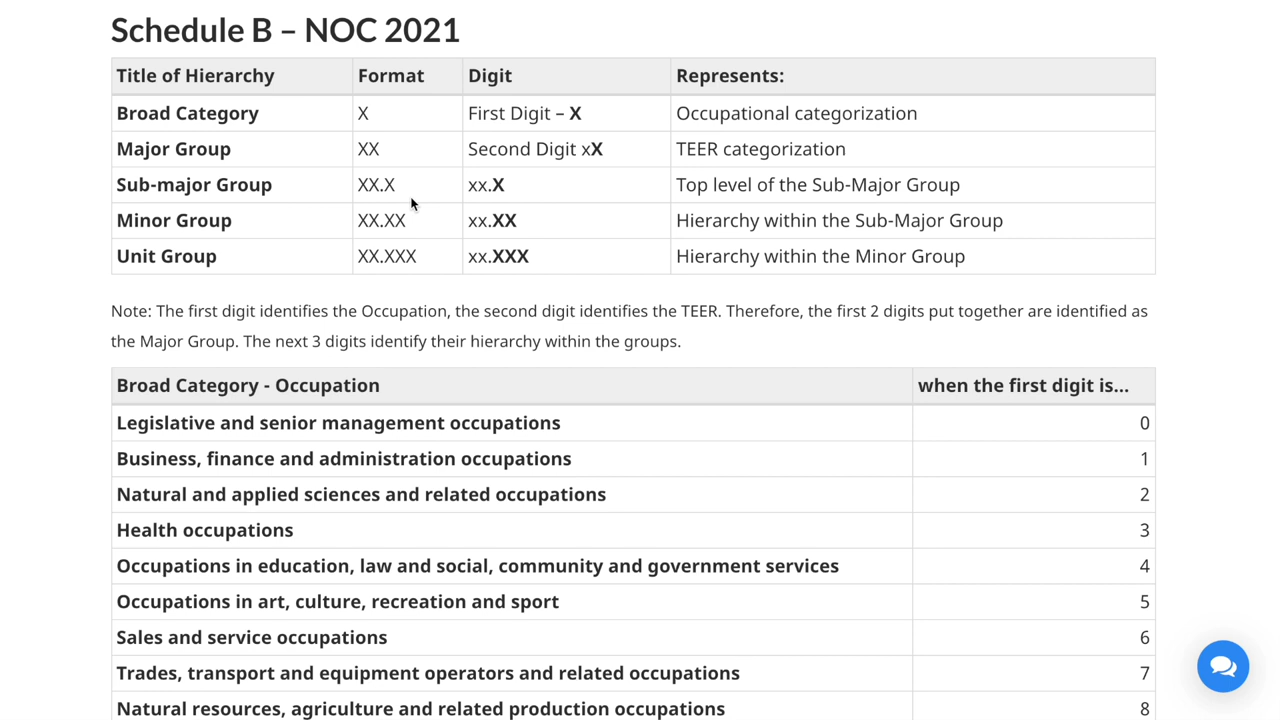 Schedule B – NOC 2021
Title of Hierarchy Format Digit Represents:
Broad Category X First Digit – X Occupational categorization
Major Group XX Second Digit xX TEER categorization
Sub-major Group XX.X xx.X Top level of the Sub-Major Group
Minor Group XX.XX xx.XX Hierarchy within the Sub-Major Group
Unit Group XX.XXX xx.XXX Hierarchy within the Minor Group
Note: The first digit identifies the Occupation, the second digit identifies the TEER. Therefore, the first 2 digits put together are identified as
the Major Group. The next 3 digits identify their hierarchy within the groups.
Broad Category - Occupation when the first digit is...
Legislative and senior management occupations 0
Business, finance and administration occupations 1
Natural and applied sciences and related occupations 2
Health occupations 3
Occupations in education, law and social, community and government services 4
Occupations in art, culture, recreation and sport 5
Sales and service occupations 6
Trades, transport and equipment operators and related occupations 7
Natural resources, agriculture and related production occupations 8